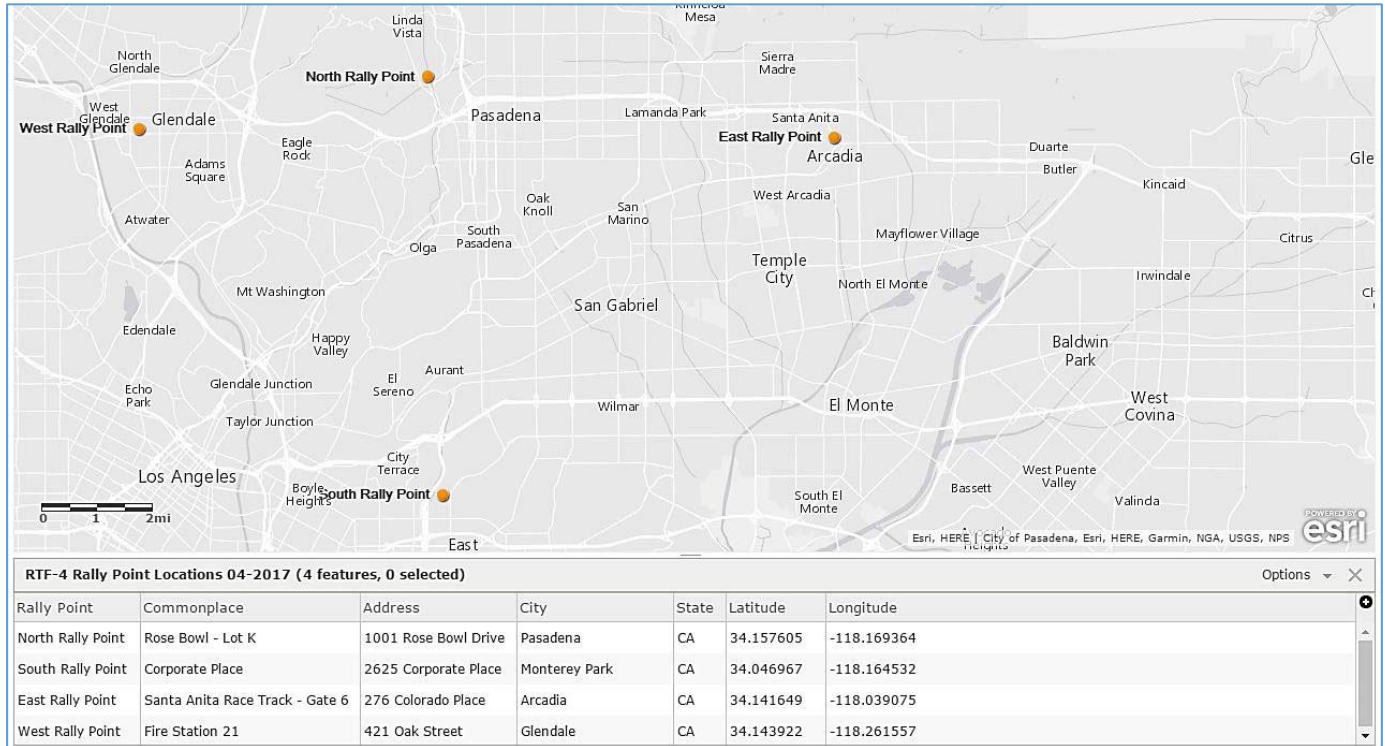 Kinneloa
Mesa
Linda
Vista
North
Glendale
North Rally Point
Sierra
Madre
West
Glendale
Glendale
West Rally Point
Pasadena
Lamanda Park
Santa Anita
East Rally Point
Arcadia
Duarte
Butler
Gle
Eagle
Rock
Adams
Square
Kincaid
Oak
Knoll
San
Marino
West Arcadia
Atwater
South
Pasadena
Olga
Mayflower Village
Citrus
Temple
City
Irwindale
North El Monte
Mt Washington
San Gabriel
Ch
Edendale
Happy
Valley
Baldwin
Park
Aurant
El
Sereno
Glendale Junction
Echo
Park
Wilmar
El Monte
West
Covina
Taylor Junction
City
Terrace
Los Angeles
Boyle
Heights
South Rally Point
South El
Monte
Bassett
West Puente
Valley
Valinda
0 1 2mi
East
Avocado
Heights
Esri, HERE | City of Pasadena, Esri, HERE, Garmin, NGA, USGS, NPS
POWERED BY
esri
RTF-4 Rally Point Locations 04-2017 (4 features, 0 selected) Options
Rally Point Commonplace Address City State Latitude Longitude
North Rally Point Rose Bowl - Lot K 1001 Rose Bowl Drive Pasadena CA 34.157605 -118.169364
South Rally Point Corporate Place 2625 Corporate Place Monterey Park CA 34.046967 -118.164532
East Rally Point Santa Anita Race Track - Gate 6 276 Colorado Place Arcadia CA 34.141649 -118.039075
West Rally Point Fire Station 21 421 Oak Street Glendale CA 34.143922 -118.261557